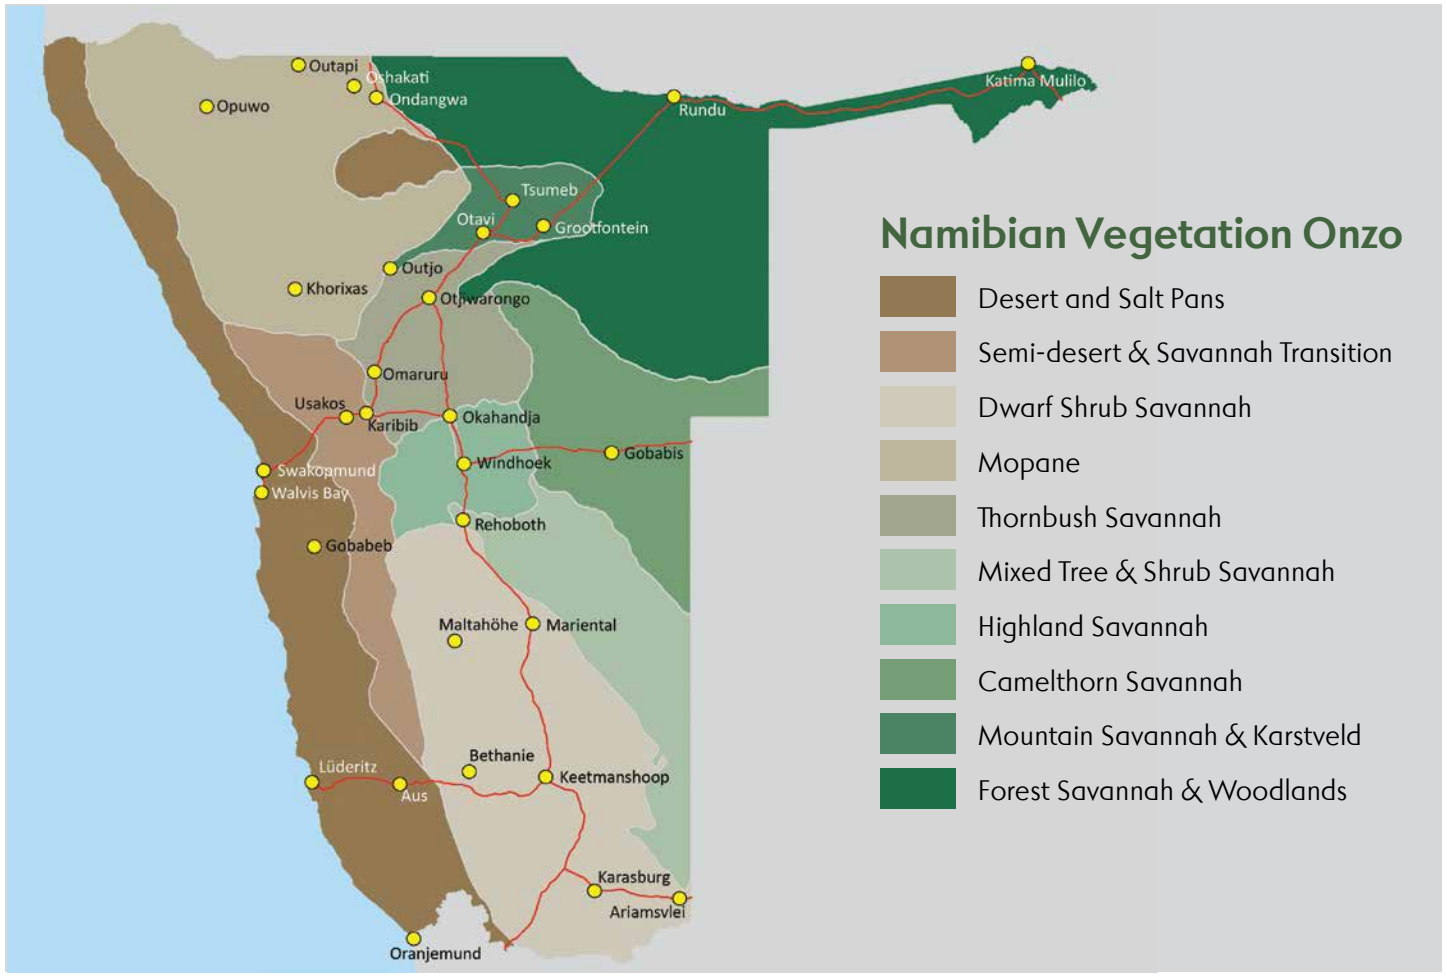 Outapi
Oshakati
Ondangwa
Opuwo
Katima Mulilo
Rundu
Tsumeb
Otavi
Grootfontein
Outjo
Khorixas
Otjiwarongo
Omaruru
Usakos
Karibib
Okahandja
Gobabis
Windhoek
Swakopmund
Walvis Bay
Rehoboth
Gobabeb
Maltahöhe
Mariental
Bethanie
Lüderitz
Keetmanshoop
Aus
Karasburg
Ariamsvlei
Oranjemund
Namibian Vegetation Onzo
Desert and Salt Pans
Semi-desert & Savannah Transition
Dwarf Shrub Savannah
Mopane
Thornbush Savannah
Mixed Tree & Shrub Savannah
Highland Savannah
Camelthorn Savannah
Mountain Savannah & Karstveld
Forest Savannah & Woodlands